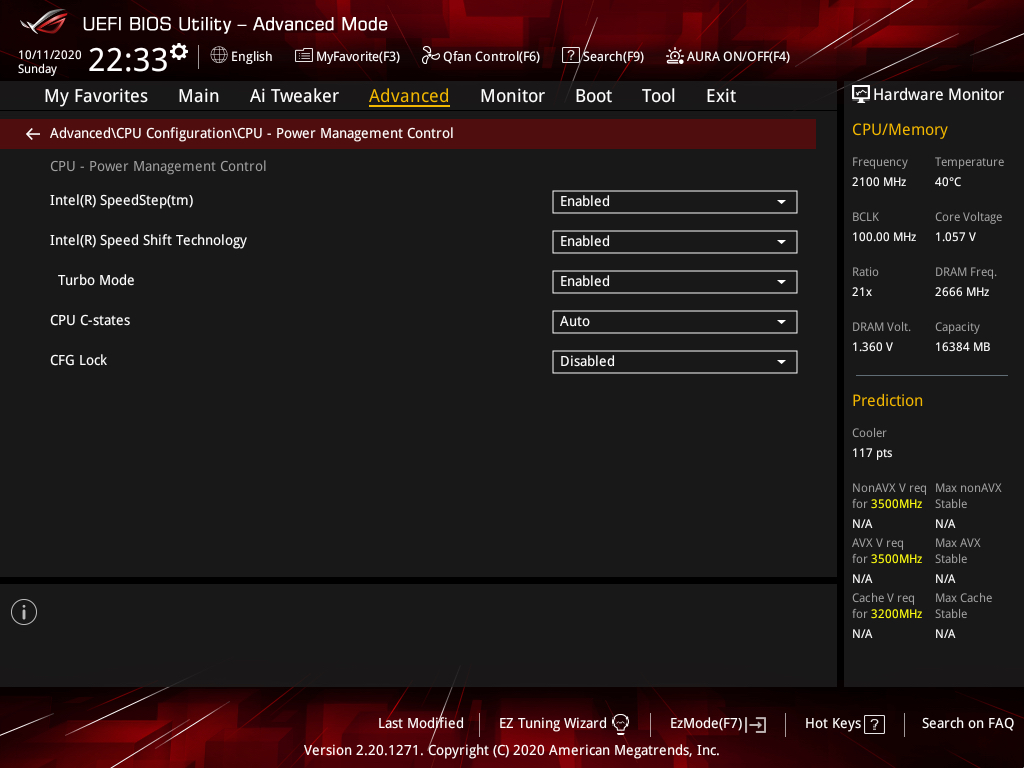 UEFI BIOS Utility – Advanced Mode
10/11/2020
Sunday
22:33
English
MyFavorite(F3)
Qfan Control(F6)
? Search(F9)
AURA ON/OFF(F4)
My Favorites Main Ai Tweaker Advanced Monitor Boot Tool Exit
Advanced\CPU Configuration\CPU - Power Management Control
CPU - Power Management Control
Intel(R) SpeedStep(tm) Enabled
Intel(R) Speed Shift Technology Enabled
Turbo Mode Enabled
CPU C-states Auto
CFG Lock Disabled
Hardware Monitor
CPU/Memory
Frequency Temperature
2100 MHz 40°C
BCLK Core Voltage
100.00 MHz 1.057 V
Ratio DRAM Freq.
21x 2666 MHz
DRAM Volt. Capacity
1.360 V 16384 MB
Prediction
Cooler
117 pts
NonAVX V req Max nonAVX
for 3500MHz Stable
N/A N/A
AVX V req Max AVX
for 3500MHz Stable
N/A N/A
Cache V req Max Cache
for 3200MHz Stable
N/A N/A
i
Last Modified EZ Tuning Wizard EzMode(F7) Hot Keys ? Search on FAQ
Version 2.20.1271. Copyright (C) 2020 American Megatrends, Inc.